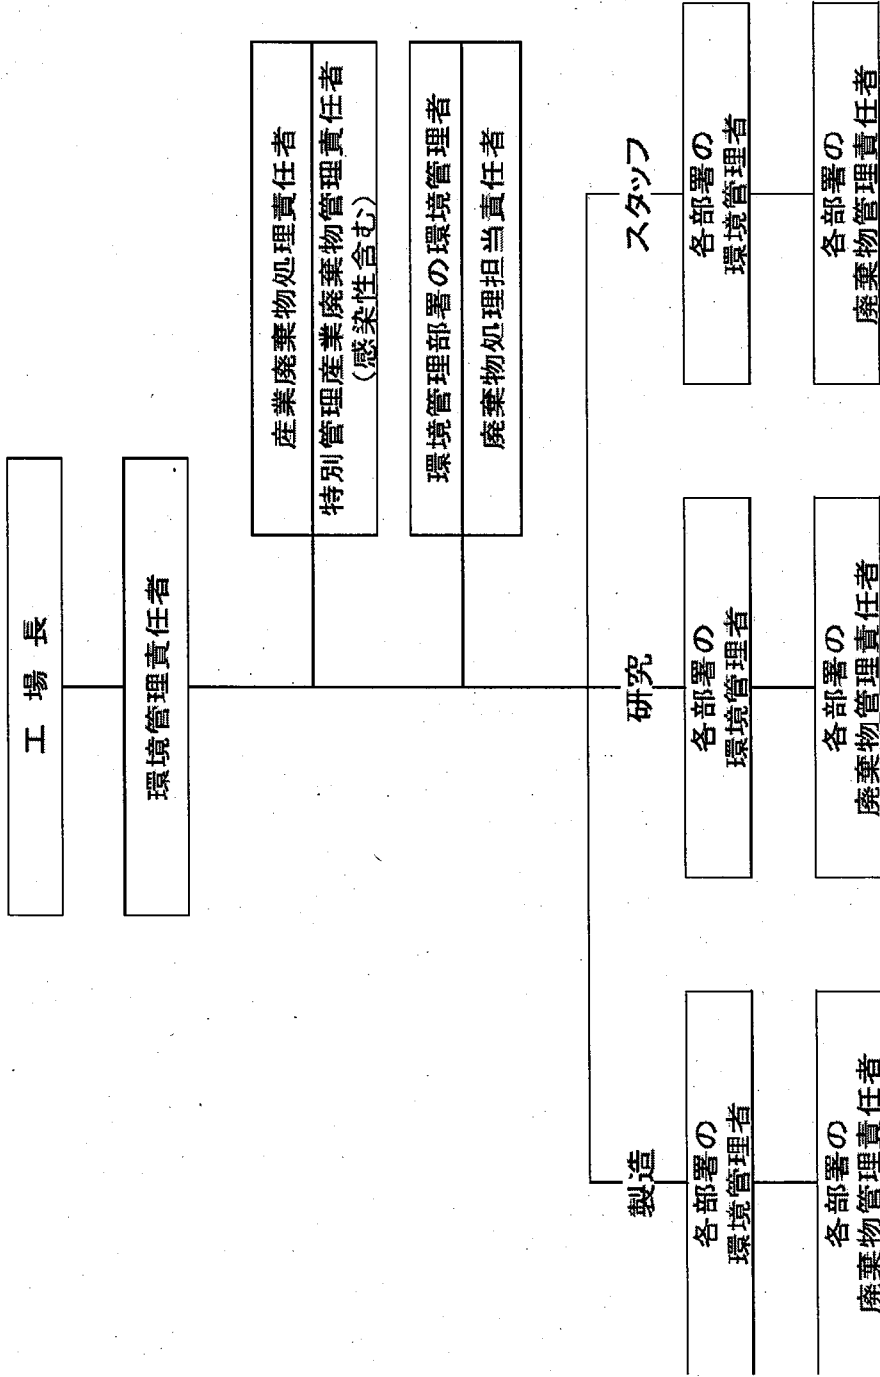 工 場 長
環境管理責任者
産業廃棄物処理責任者
特別管理産業廃棄物管理責任者
(感染性含む)
環境管理部署の環境管理者
廃棄物処理担当責任者
製造
各部署の
環境管理者
各部署の
廃棄物管理責任者
研究
各部署の
環境管理者
各部署の
廃棄物管理責任者
スタッフ
各部署の
環境管理者
各部署の
廃棄物管理責任者